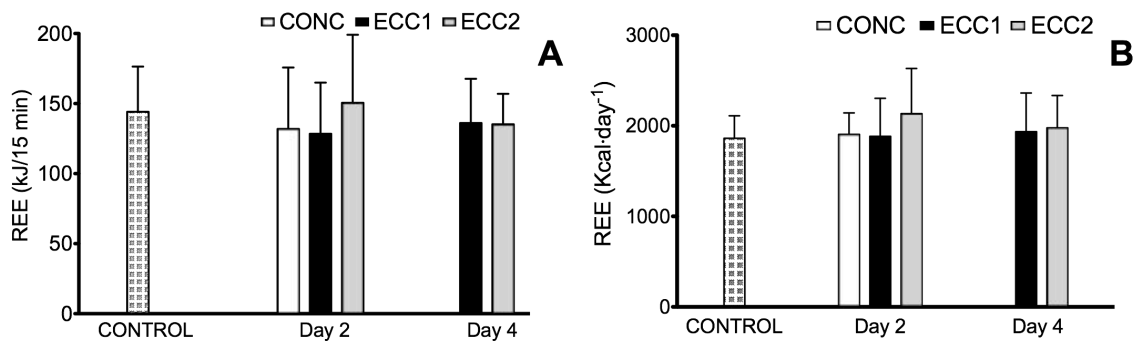 CONC ECC1 ECC2
A
REE (kJ/15 min)
200
150
100
50
0
CONTROL Day 2 Day 4
CONC ECC1 ECC2
B
REE (Kcal·day-1)
3000
2000
1000
0
CONTROL Day 2 Day 4